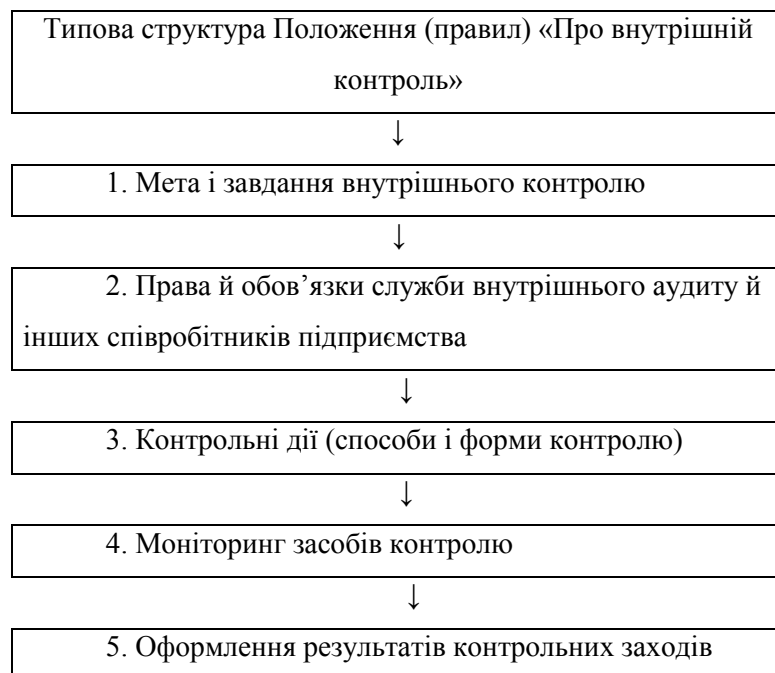 Типова структура Положення (правил) «Про внутрішній
контроль»
↓
1. Мета і завдання внутрішнього контролю
↓
2. Права й обов’язки служби внутрішнього аудиту й
інших співробітників підприємства
↓
3. Контрольні дії (способи і форми контролю)
↓
4. Моніторинг засобів контролю
↓
5. Оформлення результатів контрольних заходів